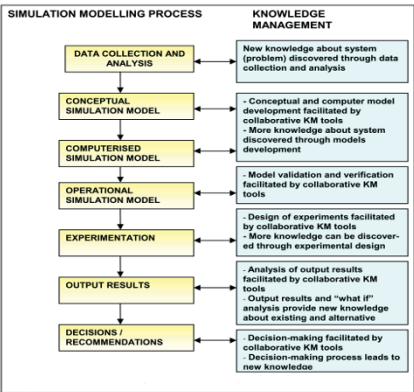 SIMULATION MODELLING PROCESS
KNOWLEDGE
MANAGEMENT
DATA COLLECTION AND
ANALYSIS
New knowledge about system
(problem) discovered through data
collection and analysis
CONCEPTUAL
SIMULATION MODEL
- Conceptual and computer model
development facilitated by
collaborative KM tools
- More knowledge about system
discovered through models
development
COMPUTERISED
SIMULATION MODEL
OPERATIONAL
SIMULATION MODEL
- Model validation and verification
facilitated by collaborative KM
tools
EXPERIMENTATION
- Design of experiments facilitated
by collaborative KM tools
- More knowledge can be discover-
ed through experimental design
OUTPUT RESULTS
- Analysis of output results
facilitated by collaborative KM
tools
- Output results and “what if”
analysis provide new knowledge
about existing and alternative
DECISIONS /
RECOMMENDATIONS
- Decision-making facilitated by
collaborative KM tools
- Decision-making process leads to
new knowledge